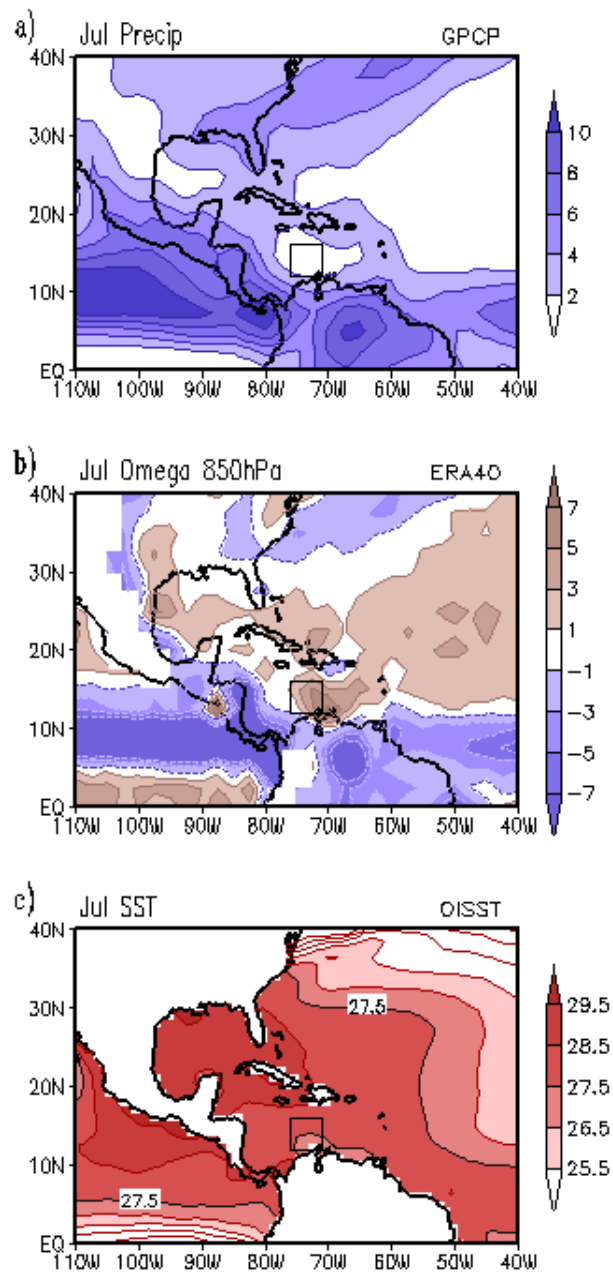 a)
Jul Precip GPCP
40N
30N
20N
10N
EQ
110W 100W 90W 80W 70W 60W 50W 40W
10
8
6
4
2
b)
Jul Omega 850hPa ERA40
40N
30N
20N
10N
EQ
110W 100W 90W 80W 70W 60W 50W 40W
7
5
3
1
-1
-3
-5
-7
c)
Jul SST OISST
40N
30N
20N
10N
EQ
27.5
27.5
110W 100W 90W 80W 70W 60W 50W 40W
29.5
28.5
27.5
26.5
25.5